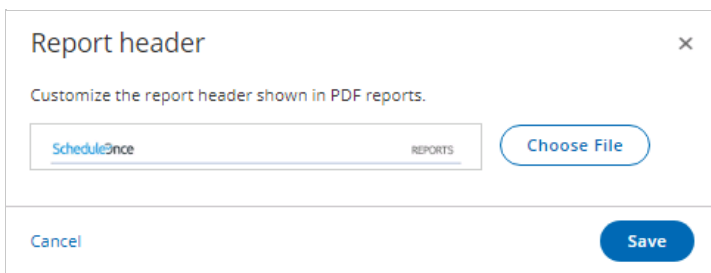 Report header
×
Customize the report header shown in PDF reports.
ScheduleOnce REPORTS Choose File
Cancel Save